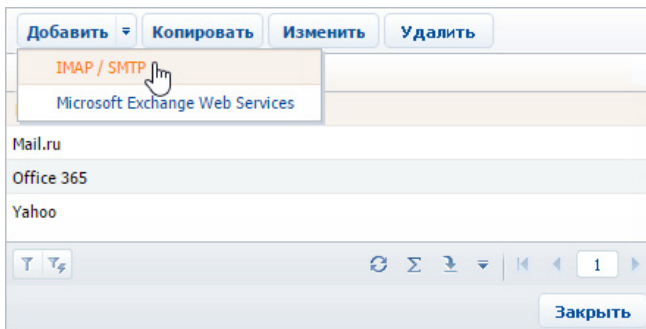 Добавить Копировать Изменить Удалить
IMAP / SMTP
Microsoft Exchange Web Services
Mail.ru
Office 365
Yahoo
1
Закрыть